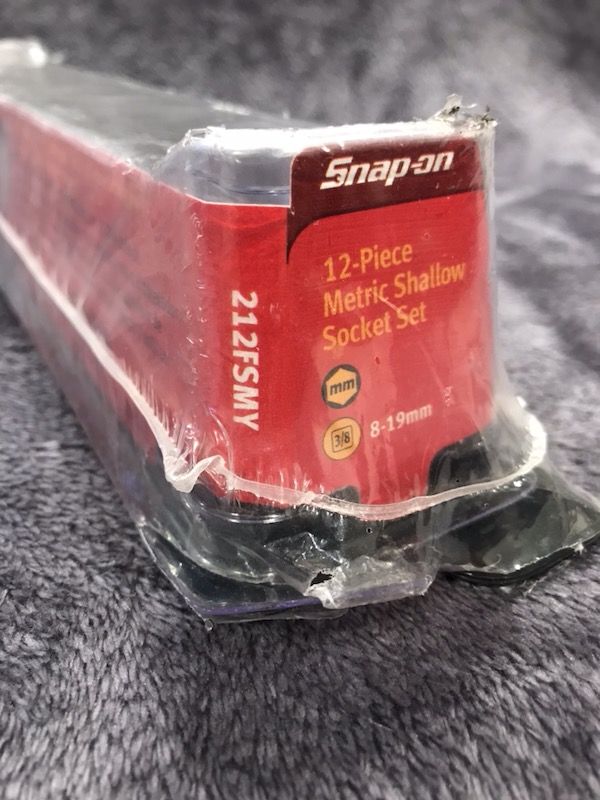 Snap-on
12-Piece
Metric Shallow
Socket Set
mm
3/8 8-19mm
212FSMY